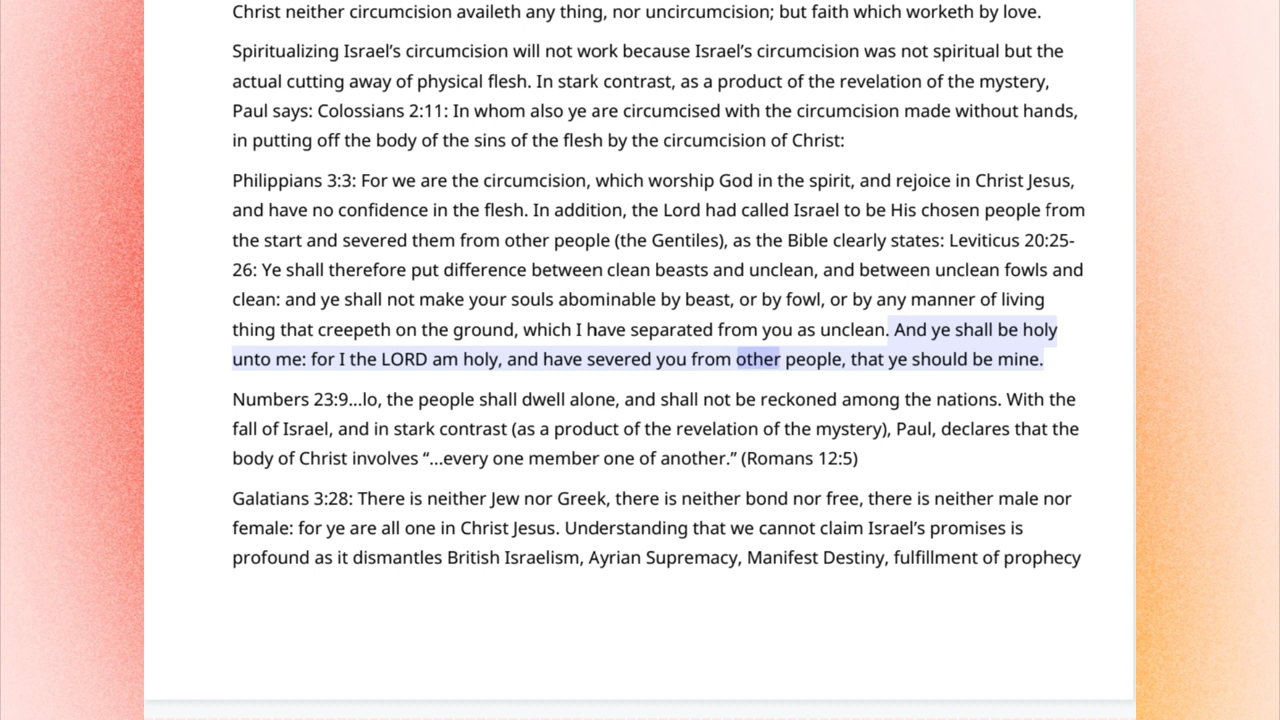 Christ neither circumcision availeth any thing, nor uncircumcision; but faith which worketh by love.
Spiritualizing Israel’s circumcision will not work because Israel’s circumcision was not spiritual but the
actual cutting away of physical flesh. In stark contrast, as a product of the revelation of the mystery,
Paul says: Colossians 2:11: In whom also ye are circumcised with the circumcision made without hands,
in putting off the body of the sins of the flesh by the circumcision of Christ:
Philippians 3:3: For we are the circumcision, which worship God in the spirit, and rejoice in Christ Jesus,
and have no confidence in the flesh. In addition, the Lord had called Israel to be His chosen people from
the start and severed them from other people (the Gentiles), as the Bible clearly states: Leviticus 20:25-
26: Ye shall therefore put difference between clean beasts and unclean, and between unclean fowls and
clean: and ye shall not make your souls abominable by beast, or by fowl, or by any manner of living
thing that creepeth on the ground, which I have separated from you as unclean. And ye shall be holy
unto me: for I the LORD am holy, and have severed you from other people, that ye should be mine.
Numbers 23:9...lo, the people shall dwell alone, and shall not be reckoned among the nations. With the
fall of Israel, and in stark contrast (as a product of the revelation of the mystery), Paul, declares that the
body of Christ involves “...every one member one of another.” (Romans 12:5)
Galatians 3:28: There is neither Jew nor Greek, there is neither bond nor free, there is neither male nor
female: for ye are all one in Christ Jesus. Understanding that we cannot claim Israel’s promises is
profound as it dismantles British Israelism, Ayrian Supremacy, Manifest Destiny, fulfillment of prophecy